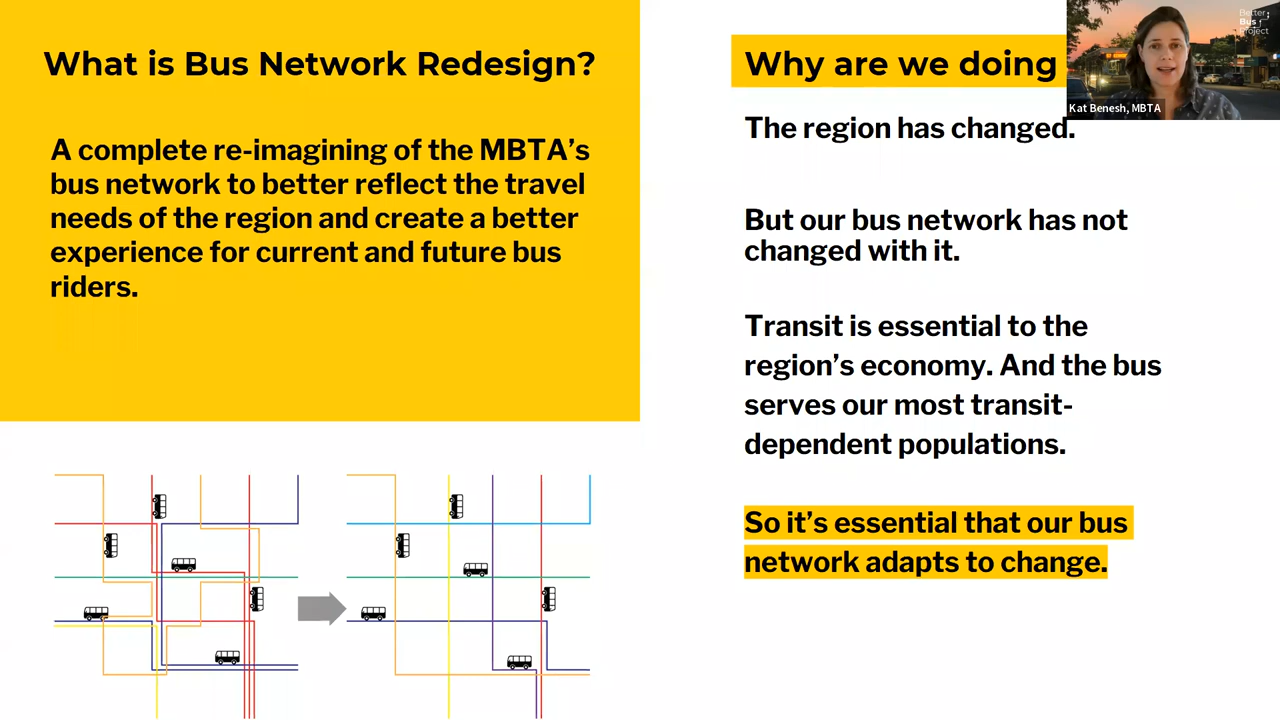 What is Bus Network Redesign?
A complete re-imagining of the MBTA’s
bus network to better reflect the travel
needs of the region and create a better
experience for current and future bus
riders.
Why are we doing
The region has changed.
But our bus network has not
changed with it.
Transit is essential to the
region’s economy. And the bus
serves our most transit-
dependent populations.
So it’s essential that our bus
network adapts to change.
Better
Bus
Project
Kat Benesh, MBTA